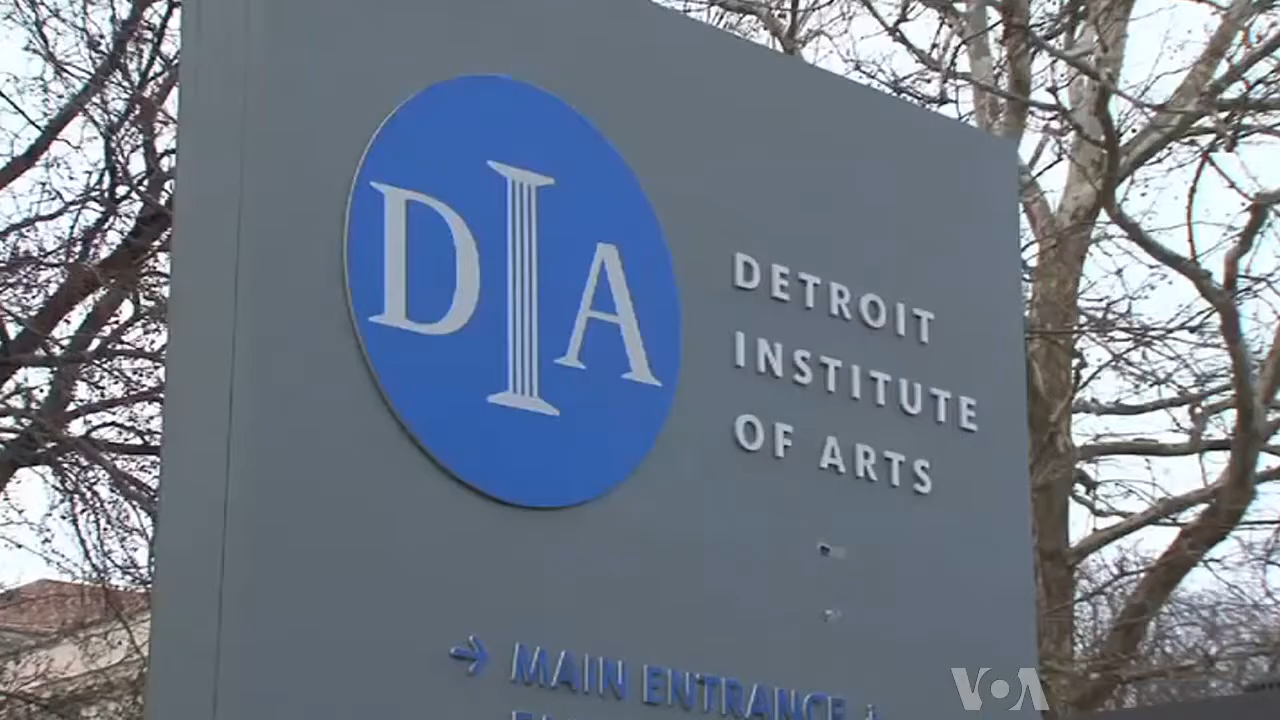 DIA
DETROIT
INSTITUTE
OF ARTS
MAIN ENTRANCE
VOA